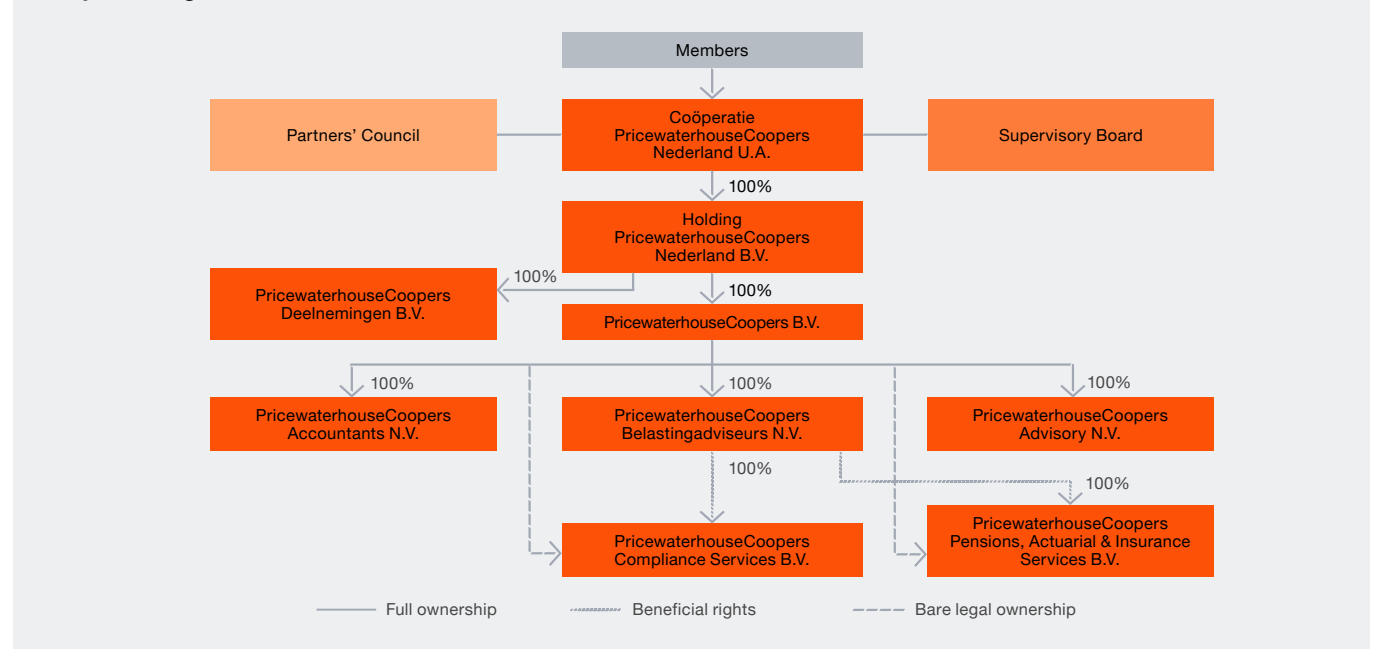 Members
Partners’ Council
Coöperatie
PricewaterhouseCoopers
Nederland U.A.
Supervisory Board
100%
Holding
PricewaterhouseCoopers
Nederland B.V.
100%
PricewaterhouseCoopers
Deelnemingen B.V.
100%
PricewaterhouseCoopers B.V.
100%
100%
100%
PricewaterhouseCoopers
Accountants N.V.
PricewaterhouseCoopers
Belastingadviseurs N.V.
PricewaterhouseCoopers
Advisory N.V.
100%
100%
PricewaterhouseCoopers
Compliance Services B.V.
PricewaterhouseCoopers
Pensions, Actuarial & Insurance
Services B.V.
Full ownership
Beneficial rights
Bare legal ownership